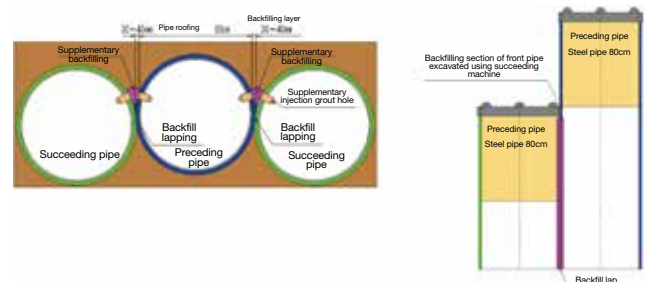 Backfilling layer
Pipe roofing
Supplementary
backfilling
Supplementary
backfilling
Supplementary
injection grout hole
Backfill
lapping
Backfill
lapping
Succeeding pipe
Preceding
pipe
Succeeding
pipe
Preceding pipe
Steel pipe 80cm
Backfilling section of front pipe
excavated using succeeding
machine
Preceding pipe
Steel pipe 80cm
Backfill lap